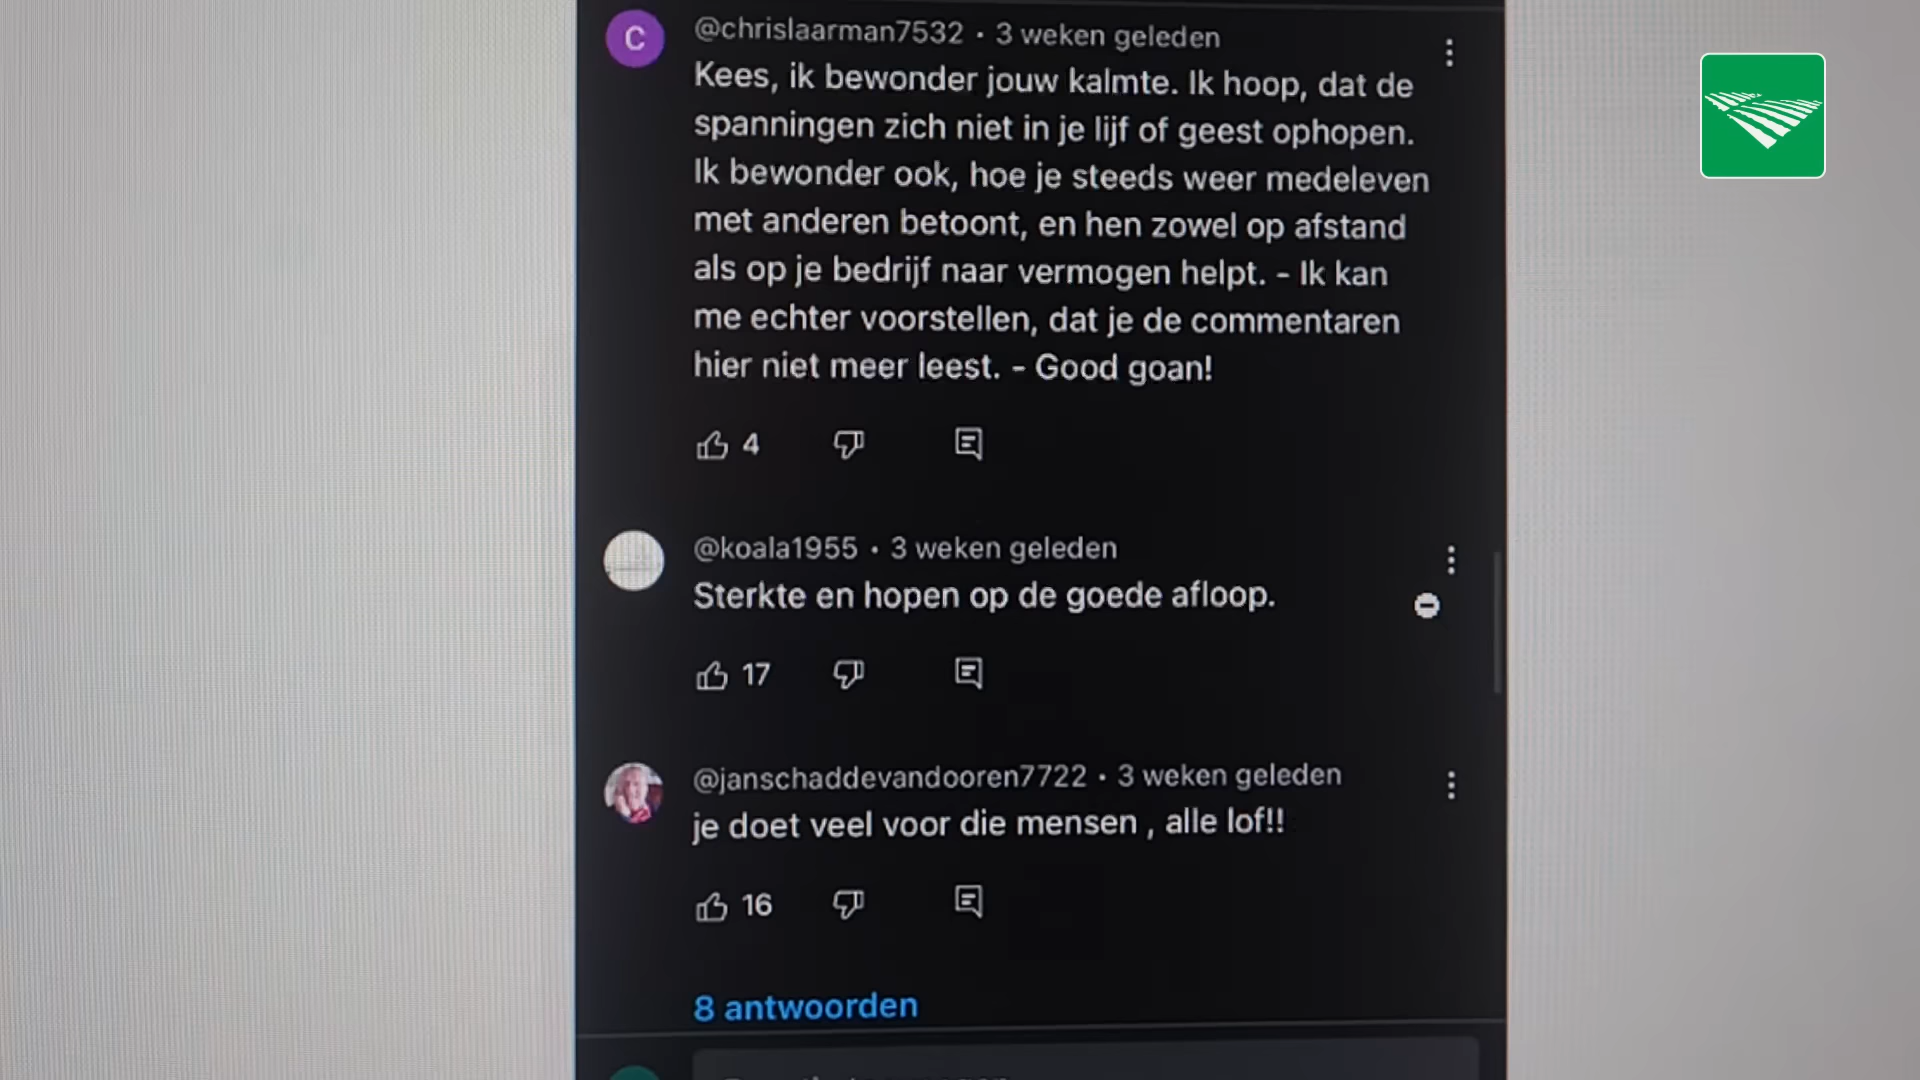 C
@chrislaarman7532 • 3 weken geleden
Kees, ik bewonder jouw kalmte. Ik hoop, dat de
spanningen zich niet in je lijf of geest ophopen.
Ik bewonder ook, hoe je steeds weer medeleven
met anderen betoont, en hen zowel op afstand
als op je bedrijf naar vermogen helpt. - Ik kan
me echter voorstellen, dat je de commentaren
hier niet meer leest. - Good goan!
4
@koala1955 • 3 weken geleden
Sterkte en hopen op de goede afloop.
17
@janschaddevandooren7722 • 3 weken geleden
je doet veel voor die mensen , alle lof!!
16
8 antwoorden